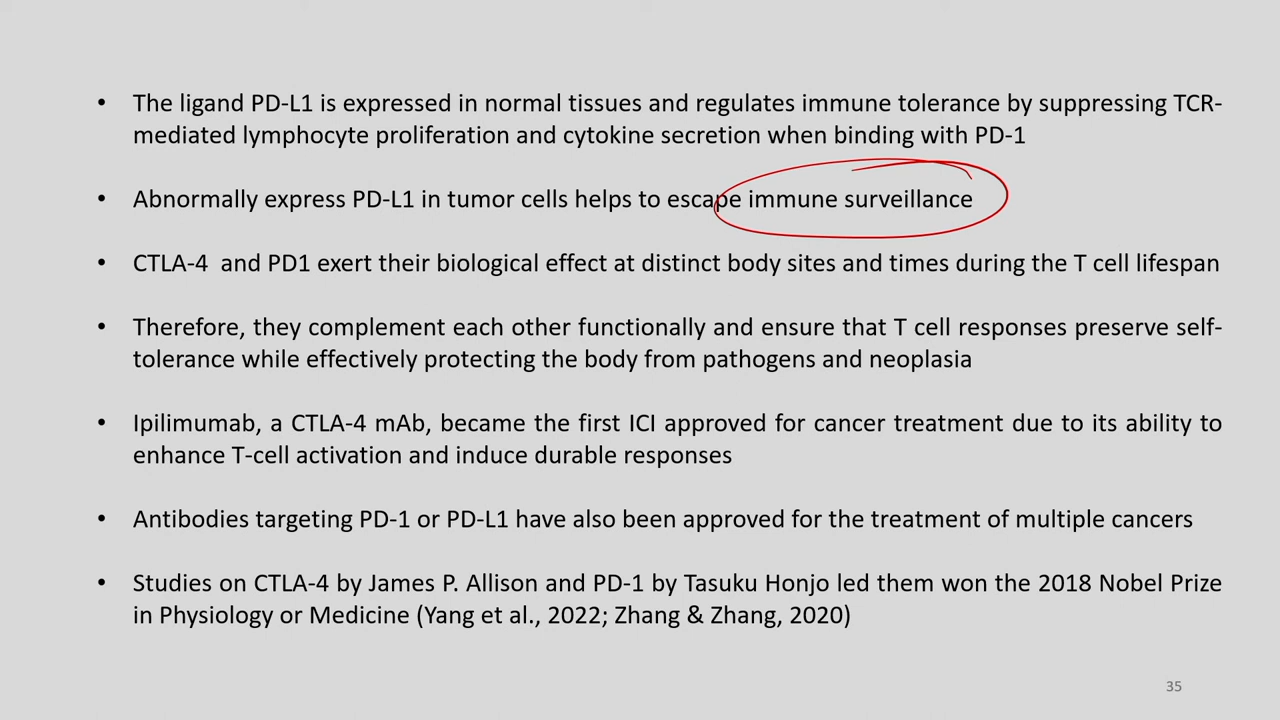 • The ligand PD-L1 is expressed in normal tissues and regulates immune tolerance by suppressing TCR-
mediated lymphocyte proliferation and cytokine secretion when binding with PD-1
• Abnormally express PD-L1 in tumor cells helps to escape immune surveillance
• CTLA-4  and PD1 exert their biological effect at distinct body sites and times during the T cell lifespan
• Therefore, they complement each other functionally and ensure that T cell responses preserve self-
tolerance while effectively protecting the body from pathogens and neoplasia
• Ipilimumab, a CTLA-4 mAb, became the first ICI approved for cancer treatment due to its ability to
enhance T-cell activation and induce durable responses
• Antibodies targeting PD-1 or PD-L1 have also been approved for the treatment of multiple cancers
• Studies on CTLA-4 by James P. Allison and PD-1 by Tasuku Honjo led them won the 2018 Nobel Prize
in Physiology or Medicine (Yang et al., 2022; Zhang & Zhang, 2020)
35